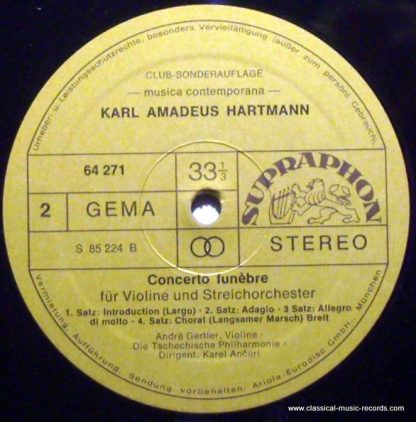 Urheber- u. Leistungsschutzrechte, besonders Vervielfältigung (außer zum persönl. Gebrauch),
CLUB-SONDERAUFLAGE
— musica contemporana —
KARL AMADEUS HARTMANN
64 271
33 1/3
SUPRAPHON
2
GEMA
STEREO
S 85 224 B
Concerto funèbre
für Violine und Streichorchester
1. Satz: Introduction (Largo) · 2. Satz: Adagio · 3 Satz: Allegro
di molto · 4. Satz: Choral (Langsamer Marsch) Breit
André Gertler, Violine ·
Die Tschechische Philharmonie ·
Dirigent: Karel Ančerl
Vermietung, Aufführung, Sendung vorbehalten. Ariola-Eurodisc GmbH., München
www.classical-music-records.com